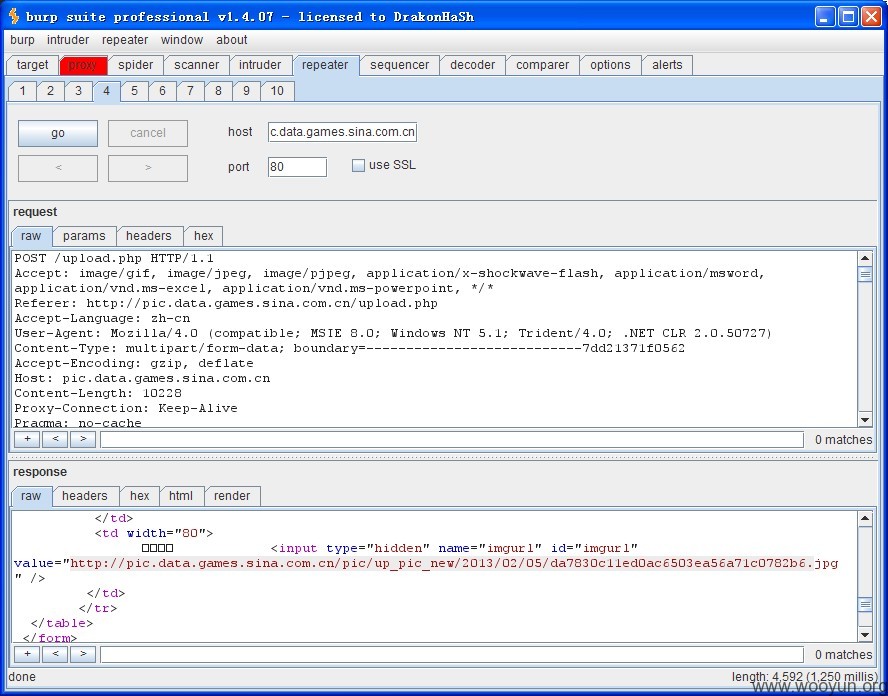 burp suite professional v1.4.07 - licensed to DrakonHaSh
burp intruder repeater window about
target proxy spider scanner intruder repeater sequencer decoder comparer options alerts
1 2 3 4 5 6 7 8 9 10
go cancel host c.data.games.sina.com.cn
< > port 80 use SSL
request
raw params headers hex
POST /upload.php HTTP/1.1
Accept: image/gif, image/jpeg, image/pjpeg, application/x-shockwave-flash, application/msword,
application/vnd.ms-excel, application/vnd.ms-powerpoint, */*
Referer: http://pic.data.games.sina.com.cn/upload.php
Accept-Language: zh-cn
User-Agent: Mozilla/4.0 (compatible; MSIE 8.0; Windows NT 5.1; Trident/4.0; .NET CLR 2.0.50727)
Content-Type: multipart/form-data; boundary=---------------------------7dd21371f0562
Accept-Encoding: gzip, deflate
Host: pic.data.games.sina.com.cn
Content-Length: 10228
Proxy-Connection: Keep-Alive
Pragma: no-cache
+ < > 0 matches
response
raw headers hex html render
</td>
<td width="80">
□□□□ <input type="hidden" name="imgurl" id="imgurl"
value="http://pic.data.games.sina.com.cn/pic/up_pic_new/2013/02/05/da7830c11ed0ac6503ea56a71c0782b6.jpg
" />
</td>
</tr>
</table>
</form>
+ < > 0 matches
done length: 4,592 (1,250 millis)
www.wooyun.org